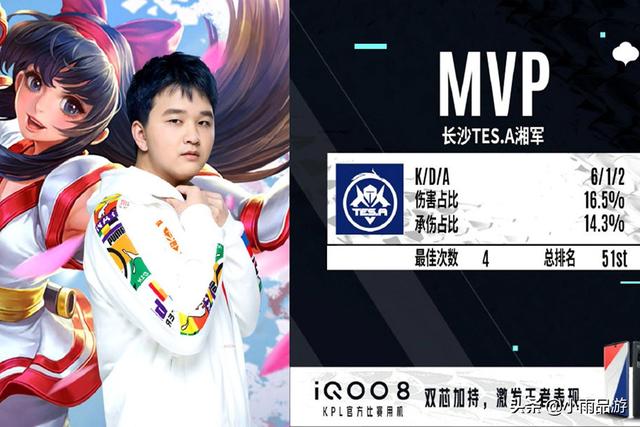 MVP
长沙TES.A湘军
TES.A
K/D/A 6/1/2
伤害占比 16.5%
承伤占比 14.3%
最佳次数 4 总排名 51st
iQOO 8
KPL官方比赛用机
双芯加持，激发王者表现
头条 @小雨品游